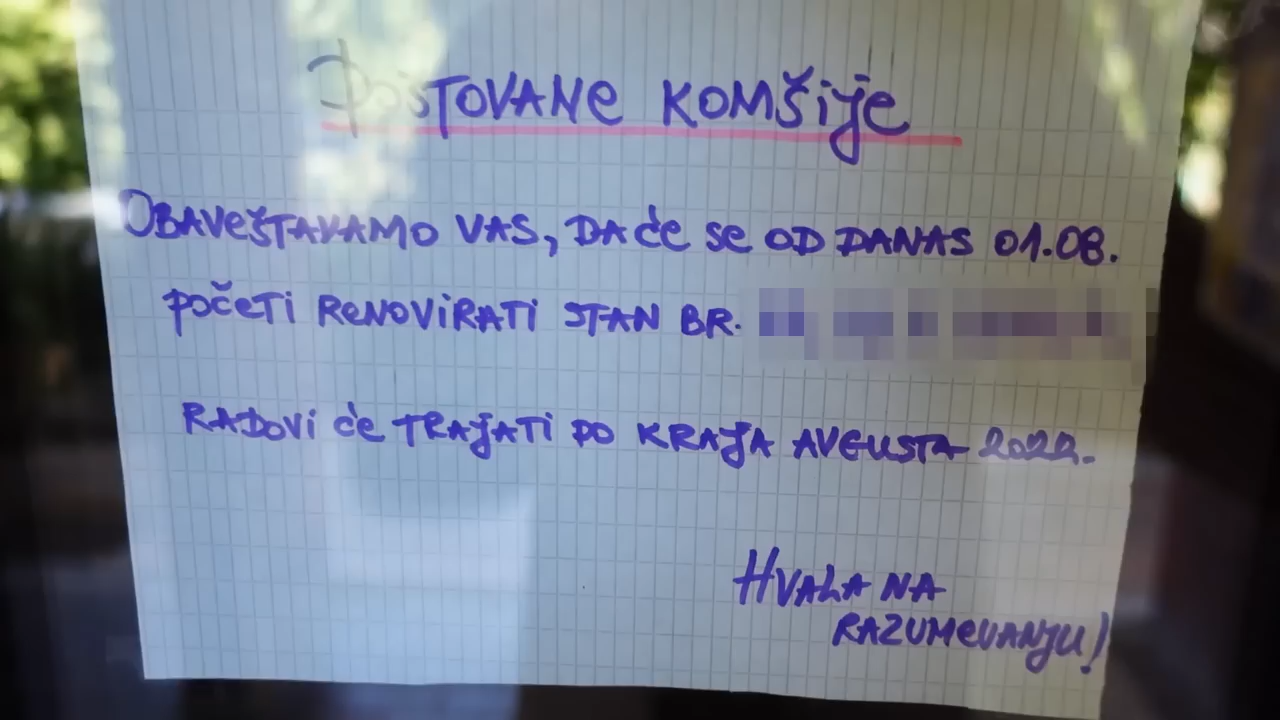 Poštovane komšije
Obaveštavamo vas, da će se od danas 01.08.
početi renovirati stan br.
Radovi će trajati do kraja avgusta 2022.
Hvala na
razumevanju!